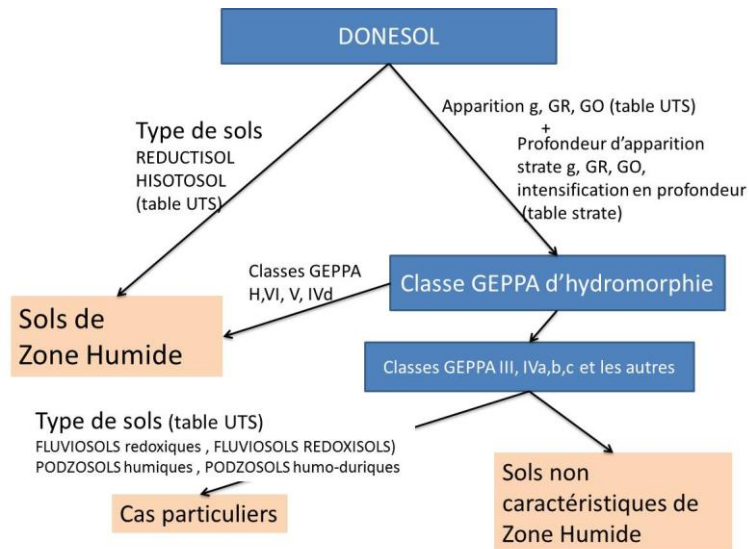 DONESOL
Type de sols
REDUCTISOL
HISOTOSOL
(table UTS)
Apparition g, GR, GO (table UTS)
+
Profondeur d'apparition
strate g, GR, GO,
intensification en profondeur
(table strate)
Classes GEPPA
H,VI, V, IVd
Classe GEPPA d'hydromorphie
Sols de
Zone Humide
Classes GEPPA III, IVa,b,c et les autres
Type de sols (table UTS)
FLUVIOSOLS redoxiques , FLUVIOSOLS REDOXISOLS)
PODZOSOLS humiques , PODZOSOLS humo-duriques
Cas particuliers
Sols non
caractéristiques de
Zone Humide